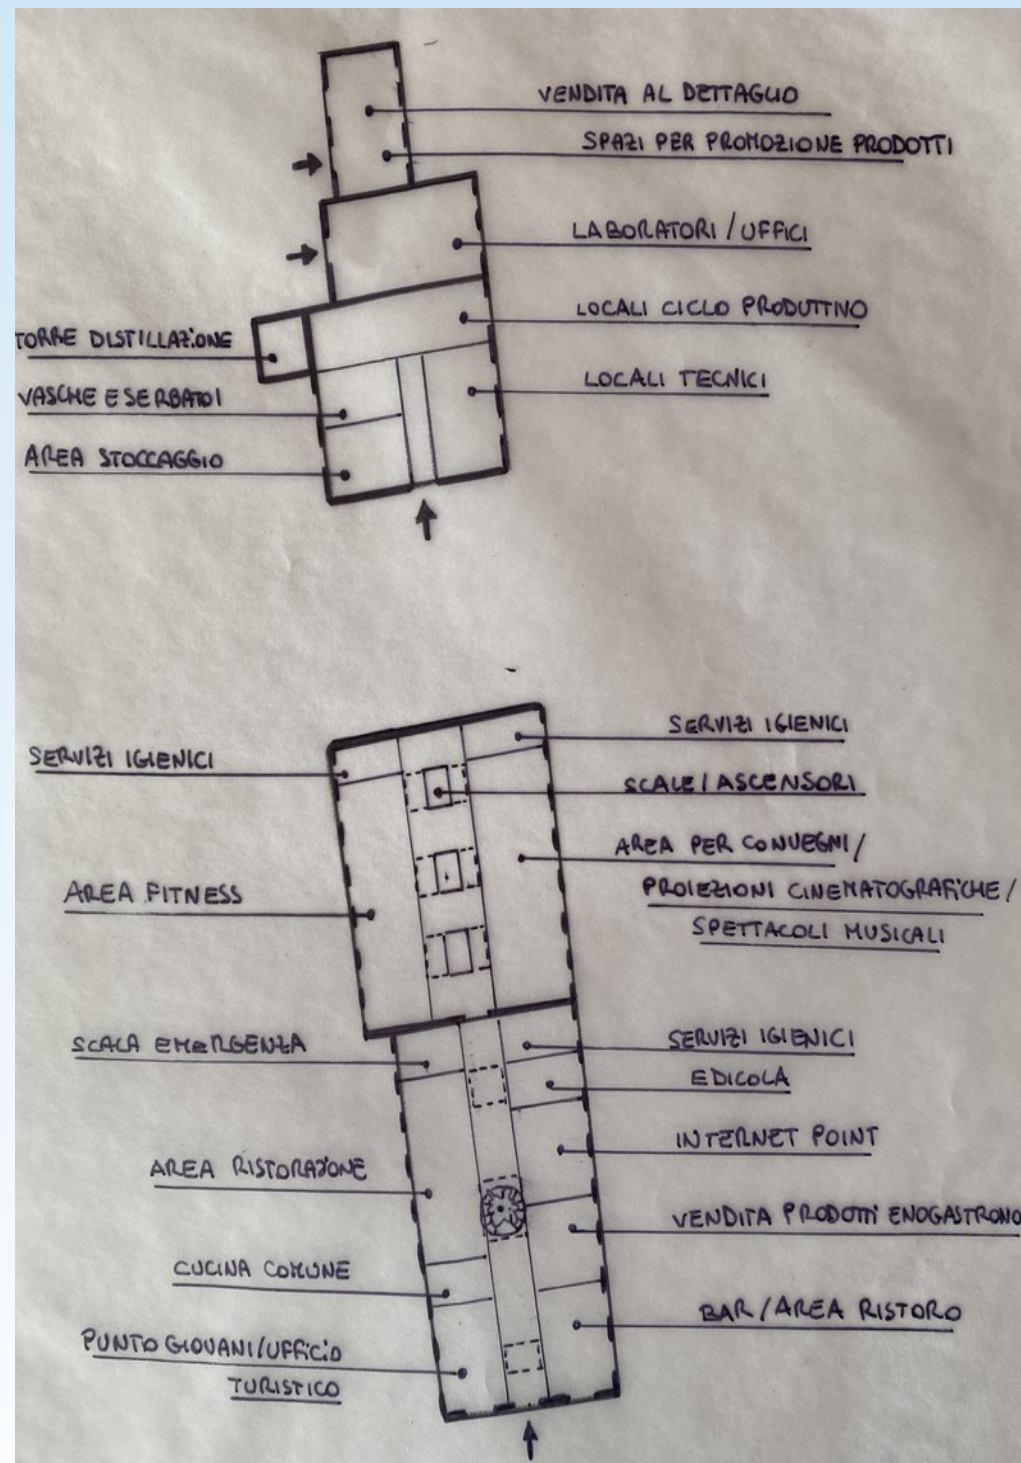 VENDITA AL DETTAGLIO
SPAZI PER PROMOZIONE PRODOTTI
LABORATORI / UFFICI
LOCALI CICLO PRODUTTIVO
TORRE DISTILLAZIONE
LOCALI TECNICI
VASCHE E SERBATOI
AREA STOCCAGGIO
SERVIZI IGIENICI
SERVIZI IGIENICI
SCALE / ASCENSORI
AREA PER CONVEGNI /
PROIEZIONI CINEMATOGRAFICHE /
SPETTACOLI MUSICALI
AREA FITNESS
SCALA EMERGENZA
SERVIZI IGIENICI
EDICOLA
INTERNET POINT
AREA RISTORAZIONE
VENDITA PRODOTTI ENOGASTRONO
CUCINA COMUNE
BAR / AREA RISTORO
PUNTO GIOVANI/UFFICIO
TURISTICO